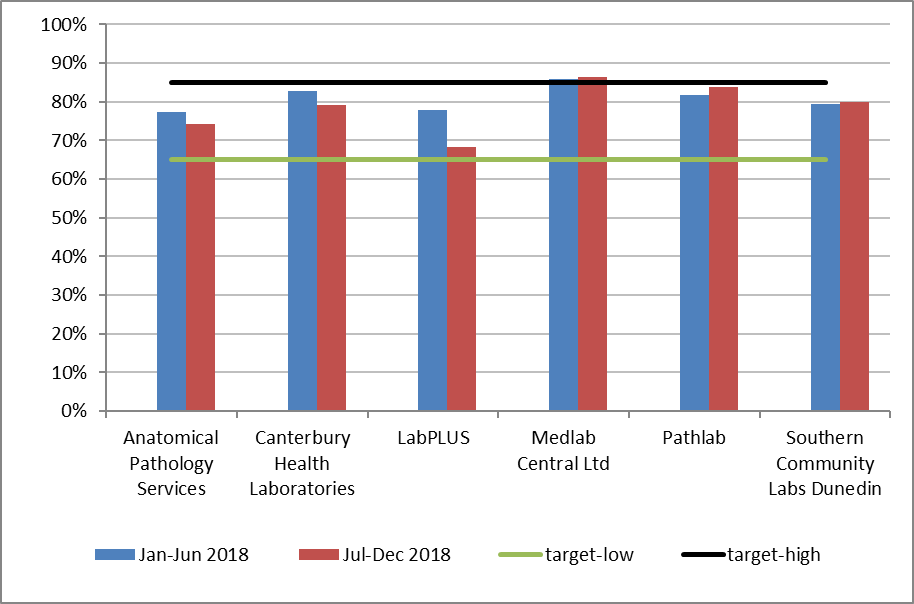 100%
90%
80%
70%
60%
50%
40%
30%
20%
10%
0%
Anatomical
Pathology
Services
Canterbury
Health
Laboratories
LabPLUS
Medlab
Central Ltd
Pathlab
Southern
Community
Labs Dunedin
Jan-Jun 2018
Jul-Dec 2018
target-low
target-high